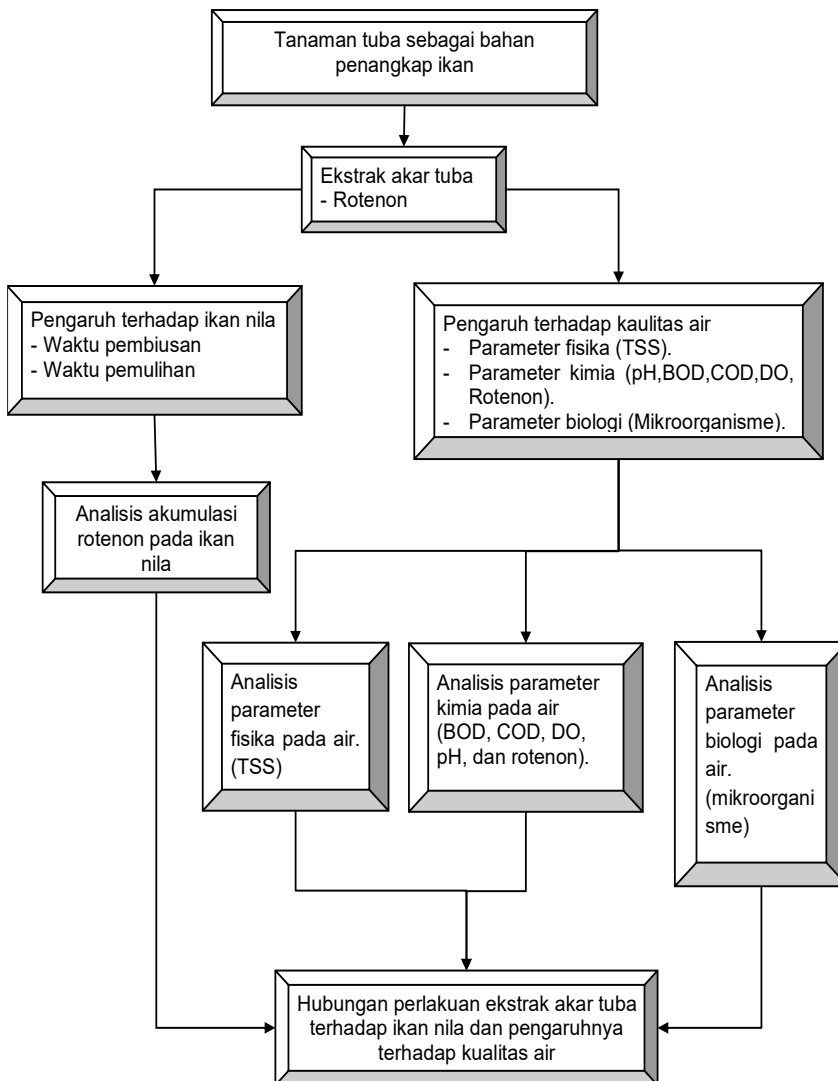 Tanaman tuba sebagai bahan
penangkap ikan
Ekstrak akar tuba
- Rotenon
Pengaruh terhadap ikan nila
- Waktu pembiusan
- Waktu pemulihan
Pengaruh terhadap kaulitas air
- Parameter fisika (TSS).
- Parameter kimia (pH,BOD,COD,DO,
Rotenon).
- Parameter biologi (Mikroorganisme).
Analisis akumulasi
rotenon pada ikan
nila
Analisis
parameter
fisika pada air.
(TSS)
Analisis parameter
kimia pada air
(BOD, COD, DO,
pH, dan rotenon).
Analisis
parameter
biologi pada
air.
(mikroorgani
sme)
Hubungan perlakuan ekstrak akar tuba
terhadap ikan nila dan pengaruhnya
terhadap kualitas air